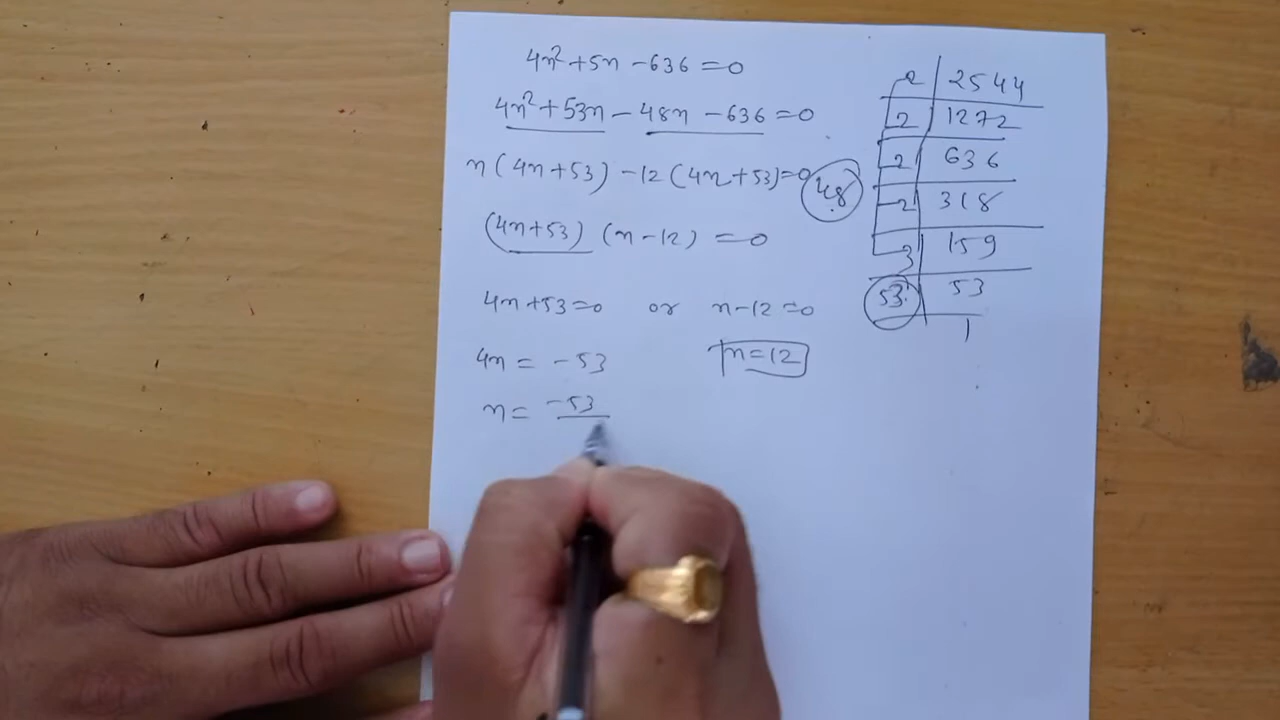 4n²+5n-636=0
4n²+53n-48n-636=0
n(4n+53)-12(4n+53)=0
(4n+53)(n-12)=0
4n+53=0 or n-12=0
4n=-53 n=12
n=-53
48
2 2544
2 1272
2 636
2 318
3 159
53 53
1